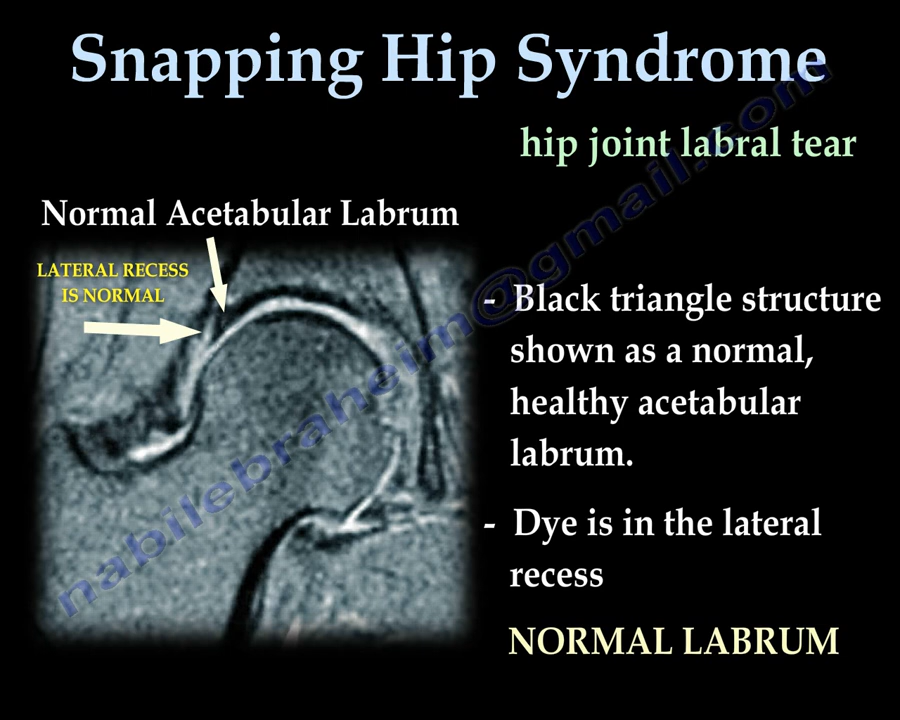 Snapping Hip Syndrome
hip joint labral tear
Normal Acetabular Labrum
LATERAL RECESS
IS NORMAL
- Black triangle structure
shown as a normal,
healthy acetabular
labrum.
- Dye is in the lateral
recess
NORMAL LABRUM
nabilebraheim@gmail.com